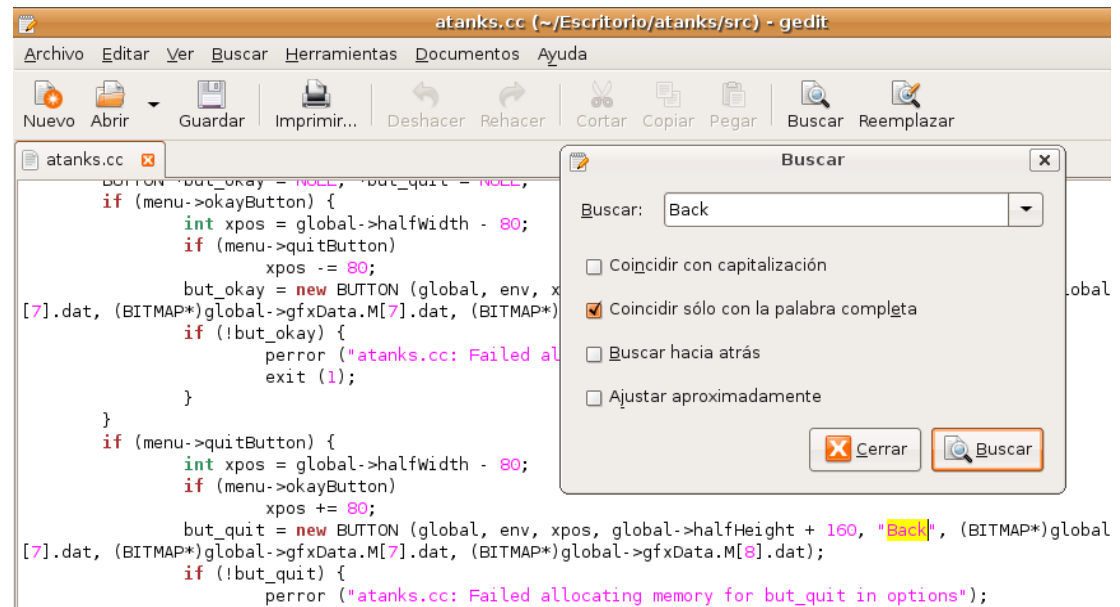 atanks.cc (~/Escritorio/atanks/src) - gedit
Archivo Editar Ver Buscar Herramientas Documentos Ayuda
Nuevo Abrir Guardar Imprimir... Deshacer Rehacer Cortar Copiar Pegar Buscar Reemplazar
atanks.cc
BUTTON *but_okay = NULL, *but_quit = NULL;
if (menu->okayButton) {
int xpos = global->halfWidth - 80;
if (menu->quitButton)
xpos -= 80;
but_okay = new BUTTON (global, env, x
obal
[7].dat, (BITMAP*)global->gfxData.M[7].dat, (BITMAP*)
if (!but_okay) {
perror ("atanks.cc: Failed al
exit (1);
}
}
if (menu->quitButton) {
int xpos = global->halfWidth - 80;
if (menu->okayButton)
xpos += 80;
but_quit = new BUTTON (global, env, xpos, global->halfHeight + 160, "Back", (BITMAP*)global
[7].dat, (BITMAP*)global->gfxData.M[7].dat, (BITMAP*)global->gfxData.M[8].dat);
if (!but_quit) {
perror ("atanks.cc: Failed allocating memory for but_quit in options");
Buscar
Buscar: Back
Coincidir con capitalización
Coincidir sólo con la palabra completa
Buscar hacia atrás
Ajustar aproximadamente
Cerrar Buscar